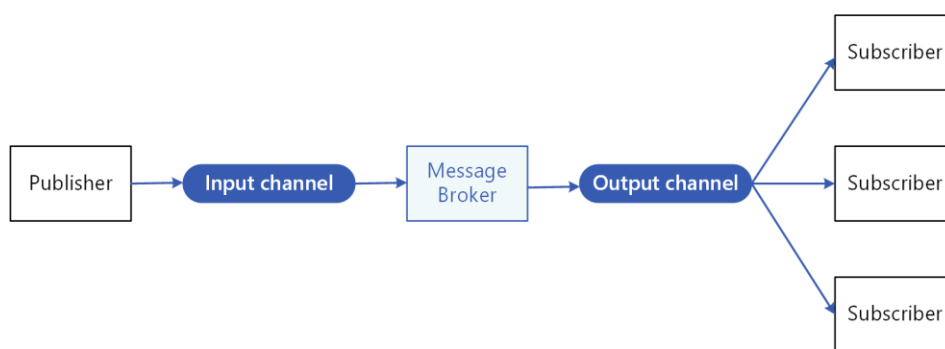 Subscriber
Publisher
Input channel
Message
Broker
Output channel
Subscriber
Subscriber